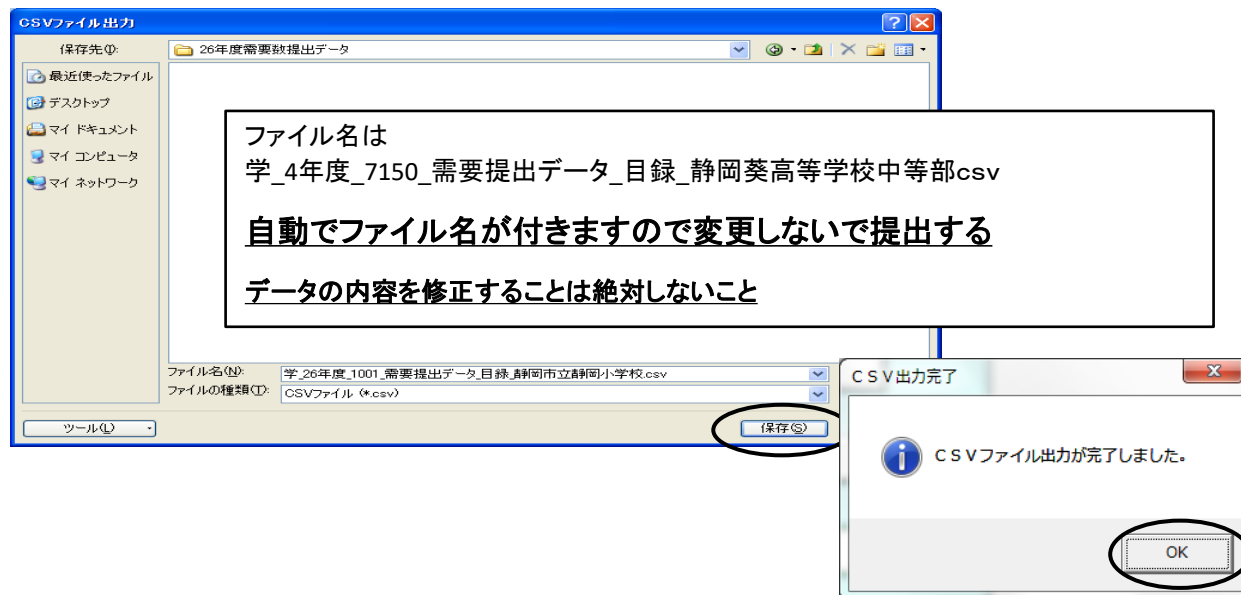 CSVファイル出力
保存先(I):
26年度需要数提出データ
最近使ったファイル
デスクトップ
マイ ドキュメント
マイ コンピュータ
マイ ネットワーク
ファイル名は
学_4年度_7150_需要提出データ_目録_静岡葵高等学校中等部csv
自動でファイル名が付きますので変更しないで提出する
データの内容を修正することは絶対しないこと
ファイル名(N):
学_26年度_1001_需要提出データ_目録_静岡市立静岡小学校.csv
ファイルの種類(T):
CSVファイル (*.csv)
ツール(L)
保存(S)
ＣＳＶ出力完了
ＣＳＶファイル出力が完了しました。
OK